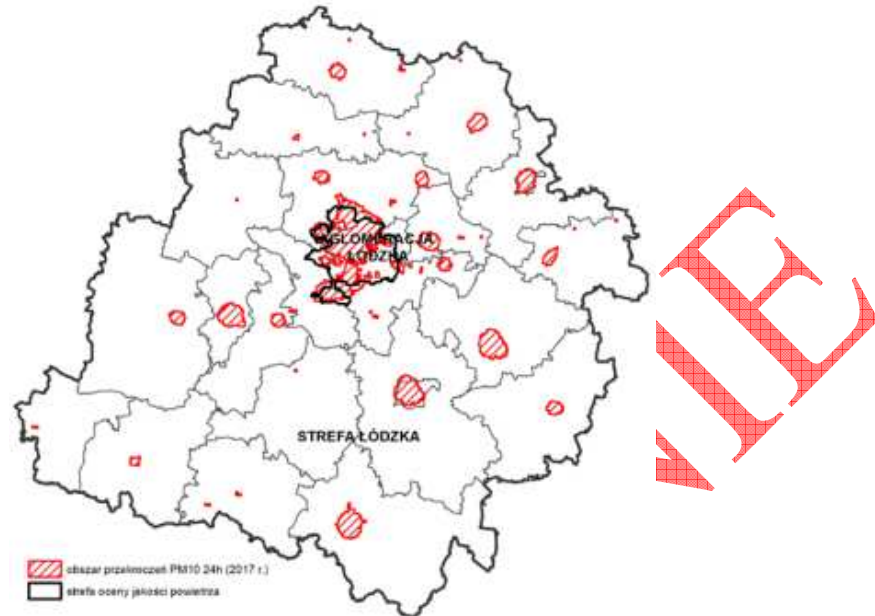 AGLOMERACJA
ŁÓDZKA
STREFA ŁÓDZKA
obszar przekroczeń PM10 24h (2017 r.)
strefa oceny jakości powietrza